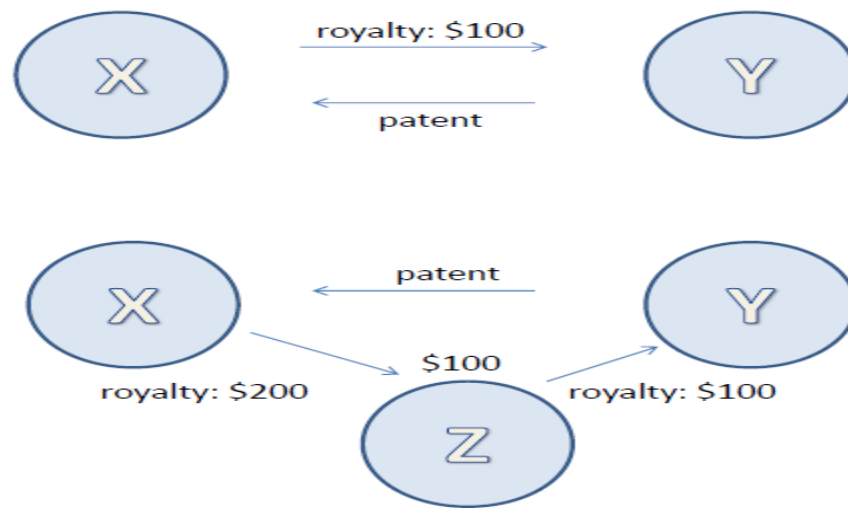 royalty: $100
X
Y
patent
patent
X
Y
$100
royalty: $200
royalty: $100
Z